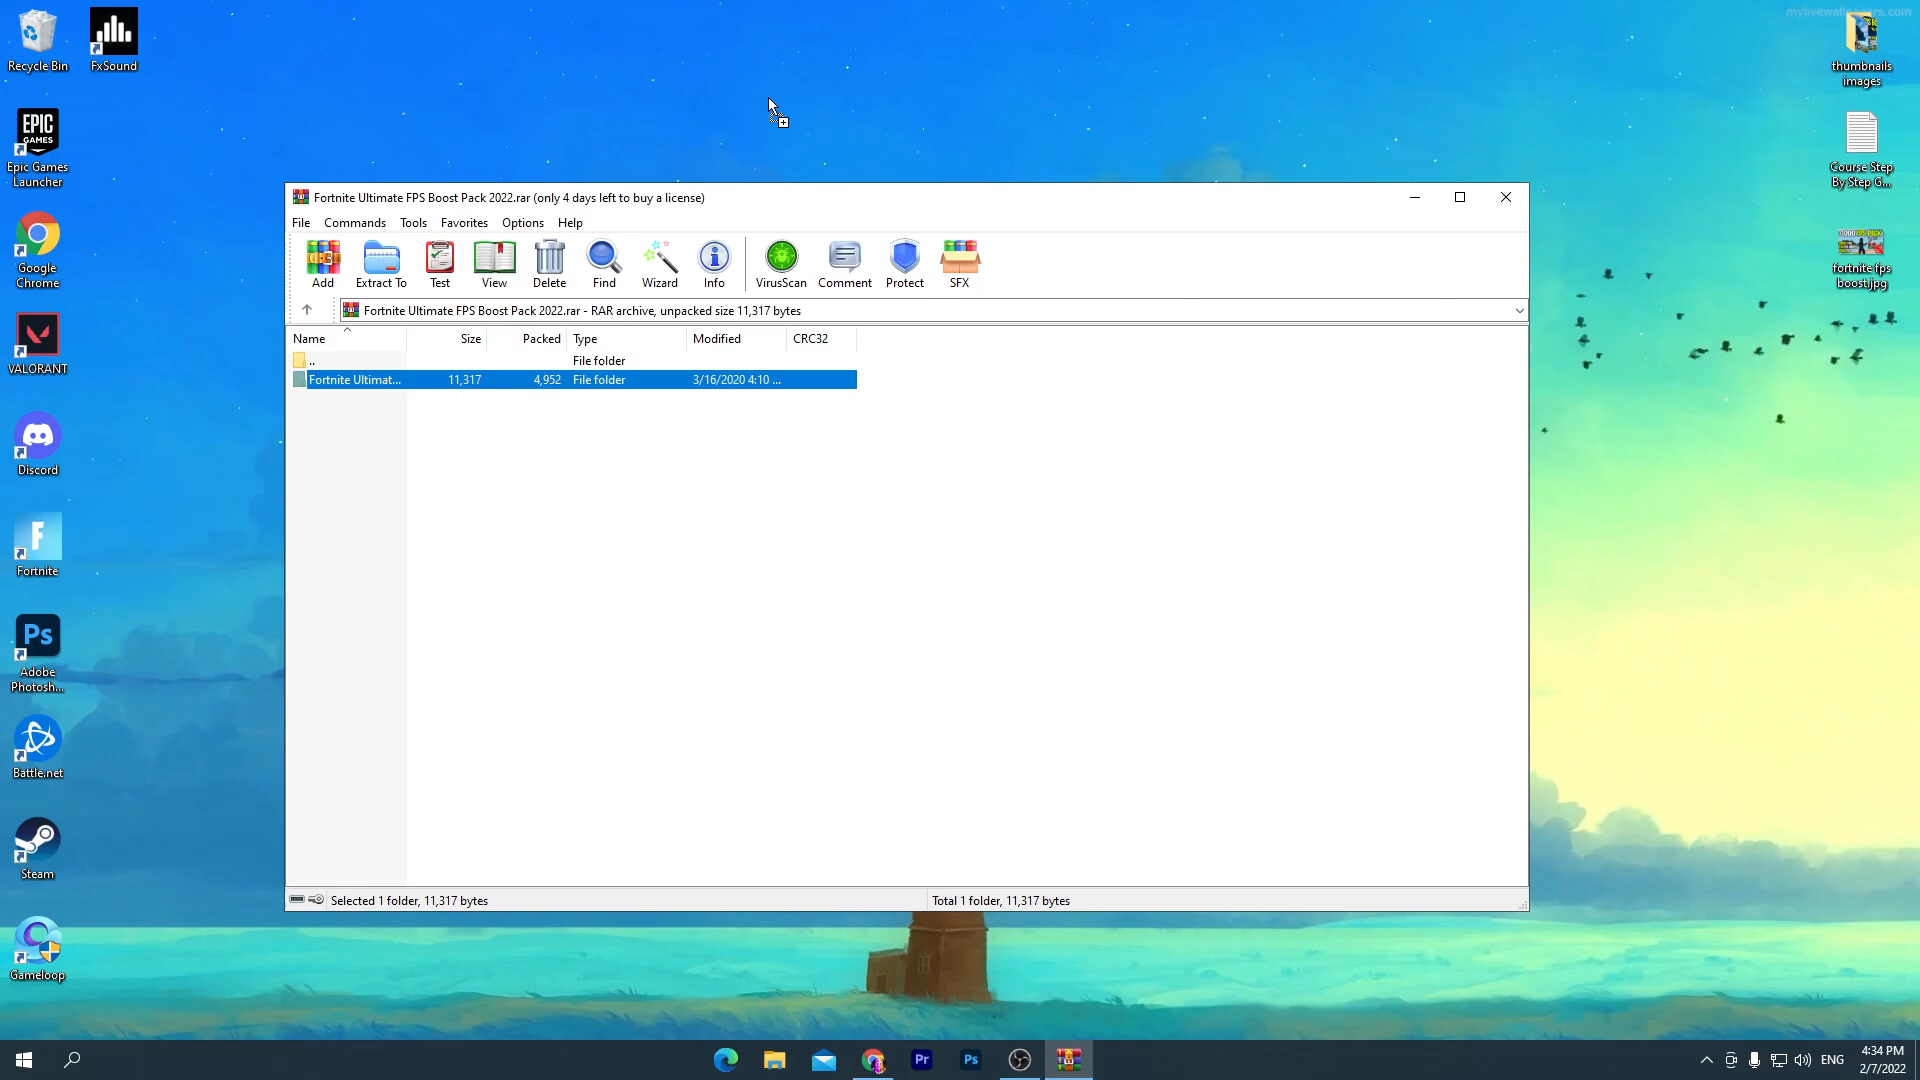 mylivewallpapers.com
Recycle Bin
FxSound
EPIC
GAMES
Epic Games
Launcher
Google
Chrome
VALORANT
Discord
F
Fortnite
Ps
Adobe
Photosh...
Battle.net
Steam
Gameloop
thumbnails
images
Course Step
By Step G...
fortnite fps
boost.jpg
Fortnite Ultimate FPS Boost Pack 2022.rar (only 4 days left to buy a license)
File Commands Tools Favorites Options Help
Add Extract To Test View Delete Find Wizard Info VirusScan Comment Protect SFX
Fortnite Ultimate FPS Boost Pack 2022.rar - RAR archive, unpacked size 11,317 bytes
Name Size Packed Type Modified CRC32
.. File folder
Fortnite Ultimat... 11,317 4,952 File folder 3/16/2020 4:10 ...
Selected 1 folder, 11,317 bytes
Total 1 folder, 11,317 bytes
Pr
Ps
ENG
4:34 PM
2/7/2022